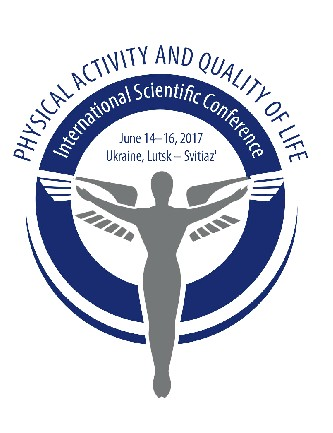 PHYSICAL ACTIVITY AND QUALITY OF LIFE
International Scientific Conference
June 14–16, 2017
Ukraine, Lutsk – Svitiaz'